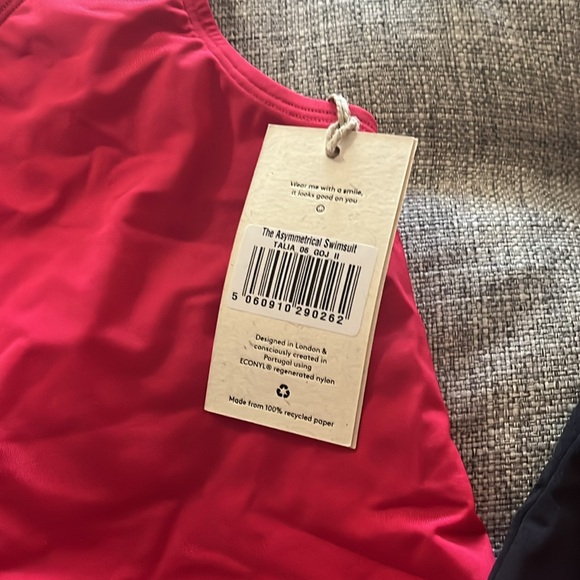 Wear me with a smile,
it looks good on you
The Asymmetrical Swimsuit
TALIA 06 GOJ II
5 060910 290262
Designed in London &
consciously created in
Portugal using
ECONYL® regenerated nylon
Made from 100% recycled paper